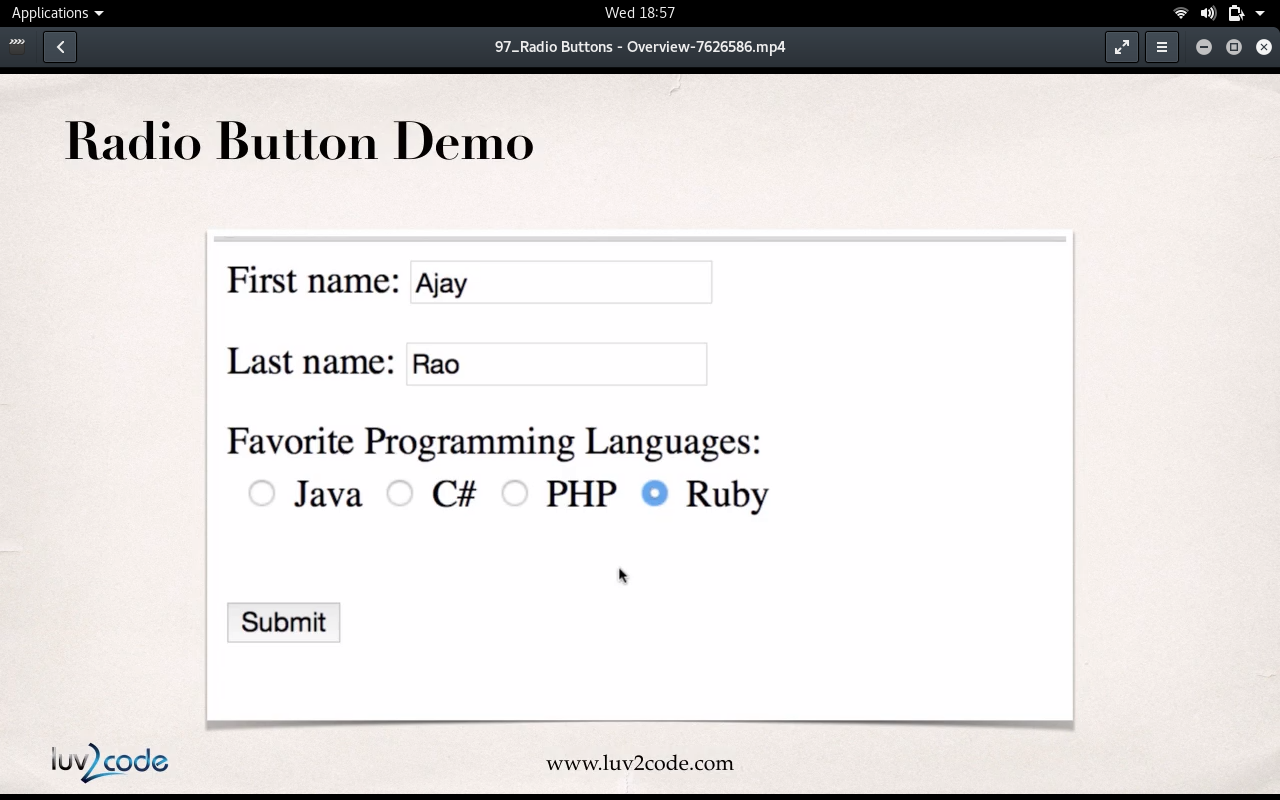 Applications
Wed 18:57
97_Radio Buttons - Overview-7626586.mp4
Radio Button Demo
First name: Ajay
Last name: Rao
Favorite Programming Languages:
Java C# PHP Ruby
Submit
luv2code
www.luv2code.com